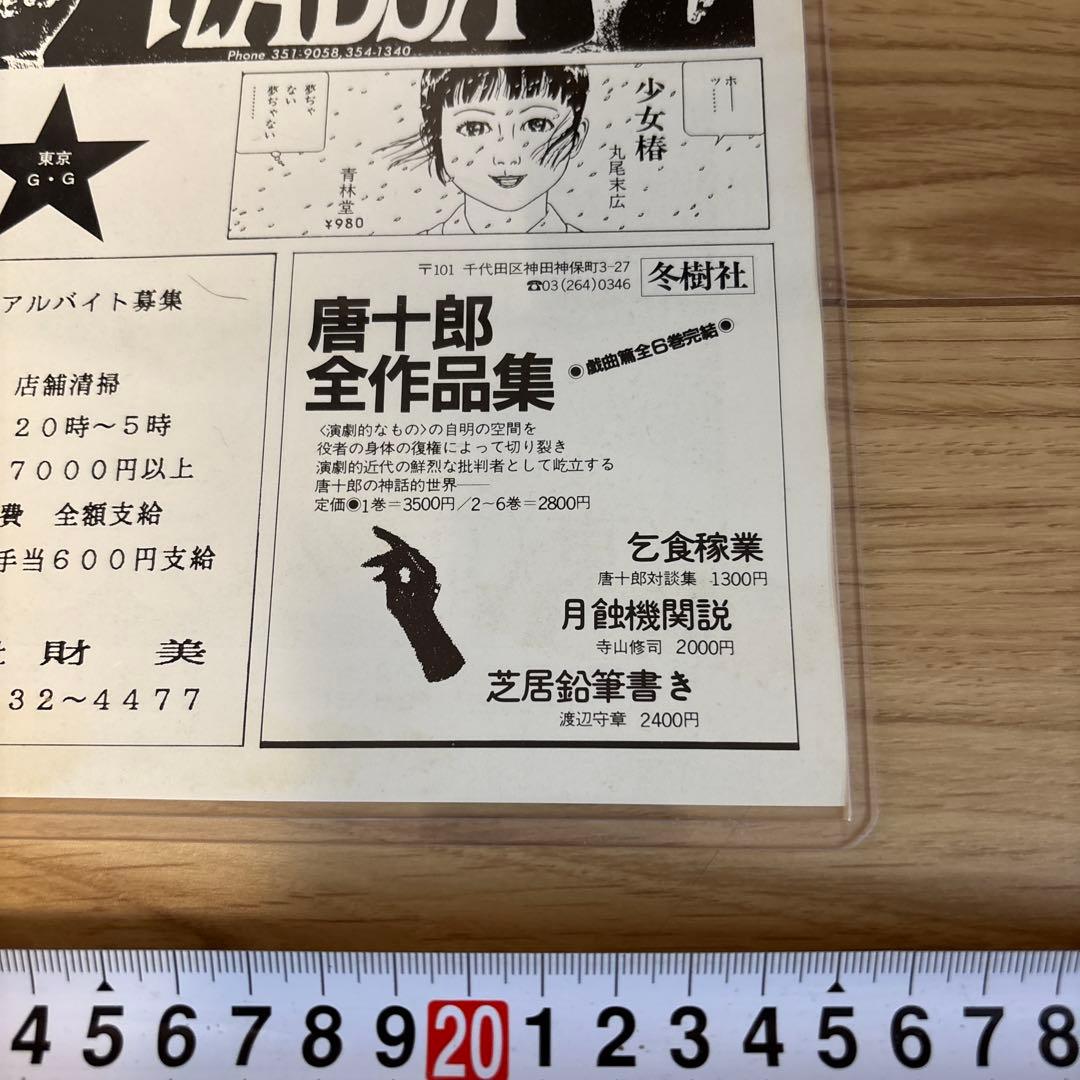 Phone 351-9058, 354-1340
東京
G・G
ホ――ッ……
少女椿
丸尾末広
夢ぢゃない
夢ぢゃない………
青林堂
¥980
アルバイト募集
店舗清掃
20時〜5時
7000円以上
費 全額支給
手当600円支給
財 美
32〜4477
〒101 千代田区神田神保町3-27
☎03(264)0346
冬樹社
唐十郎
全作品集
◉戯曲篇全6巻完結◉
〈演劇的なもの〉の自明の空間を
役者の身体の復権によって切り裂き
演劇的近代の鮮烈な批判者として屹立する
唐十郎の神話的世界――
定価◉1巻=3500円/2〜6巻=2800円
乞食稼業
唐十郎対談集 1300円
月蝕機関説
寺山修司 2000円
芝居鉛筆書き
渡辺守章 2400円
4 5 6 7 8 9 20 1 2 3 4 5 6 7 8